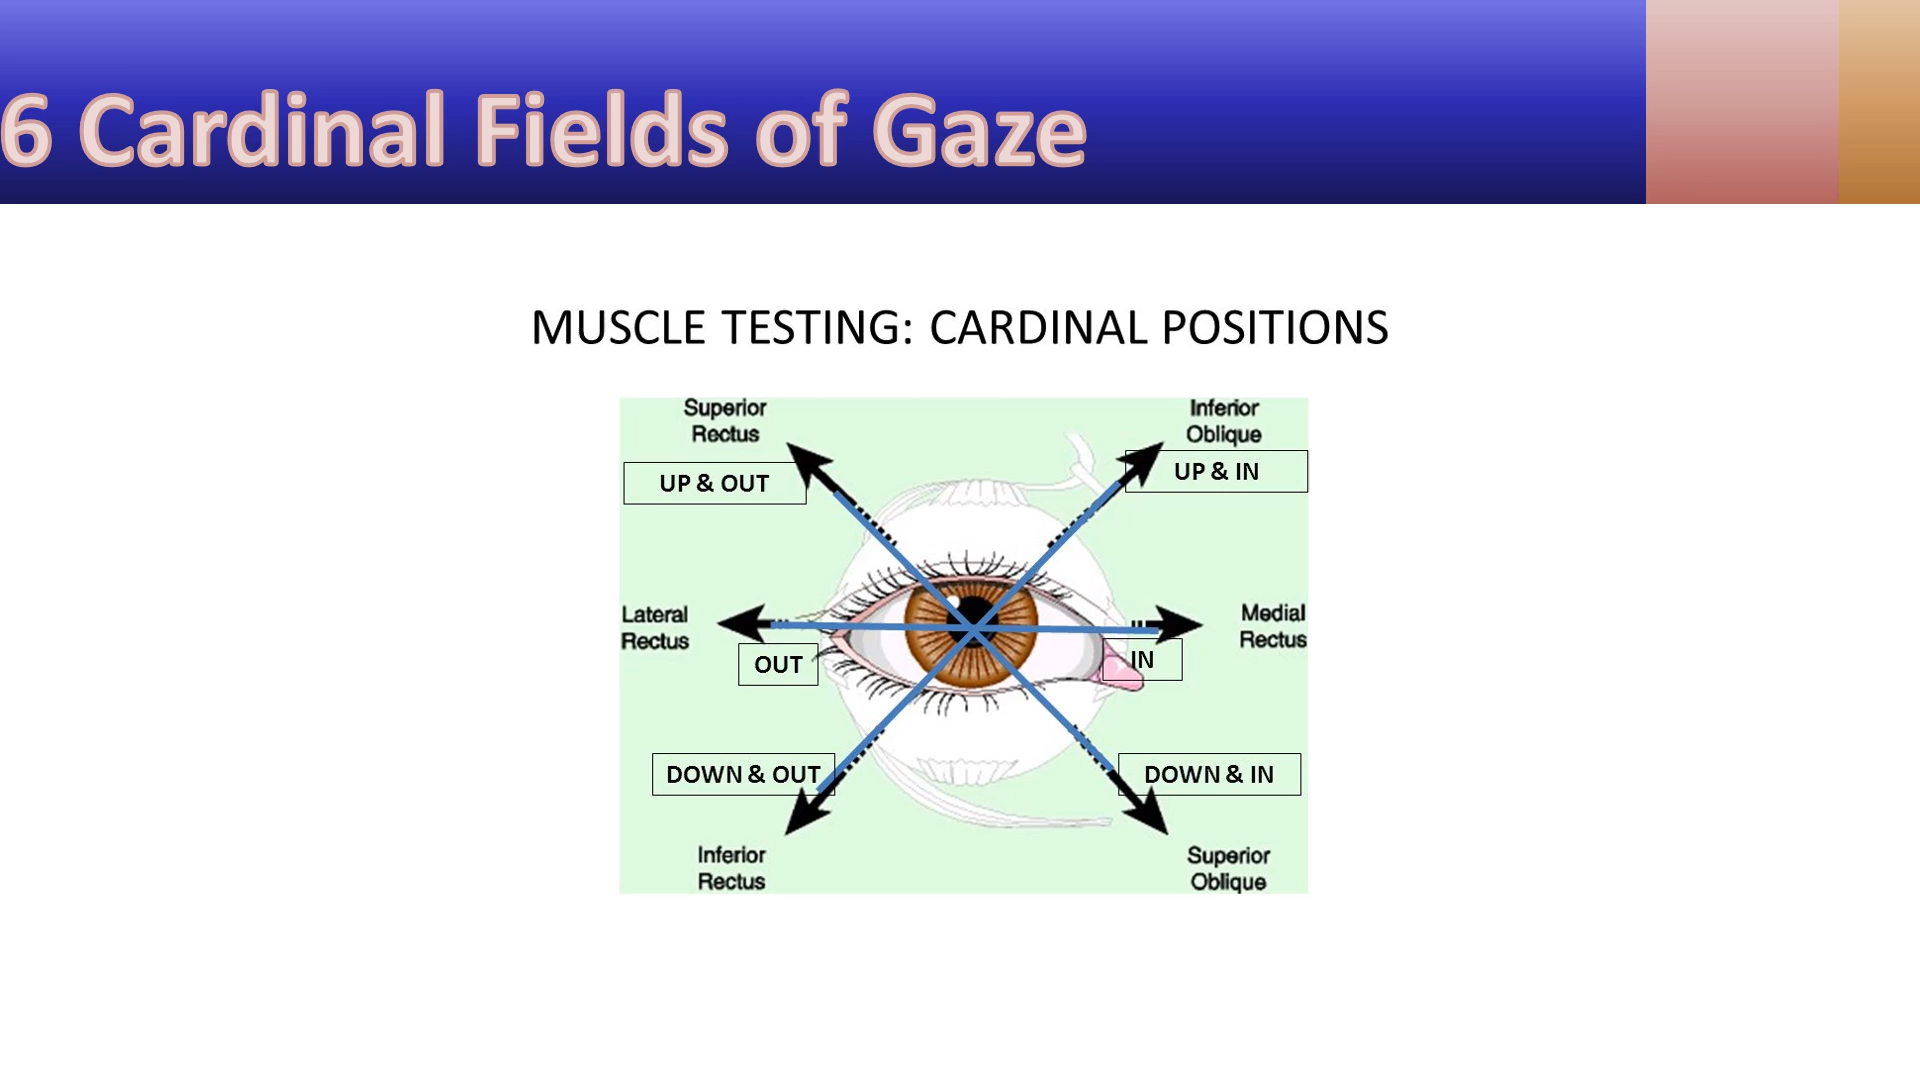 6 Cardinal Fields of Gaze
MUSCLE TESTING: CARDINAL POSITIONS
Superior
Rectus
Inferior
Oblique
UP & OUT
UP & IN
Lateral
Rectus
Medial
Rectus
OUT
IN
DOWN & OUT
DOWN & IN
Inferior
Rectus
Superior
Oblique